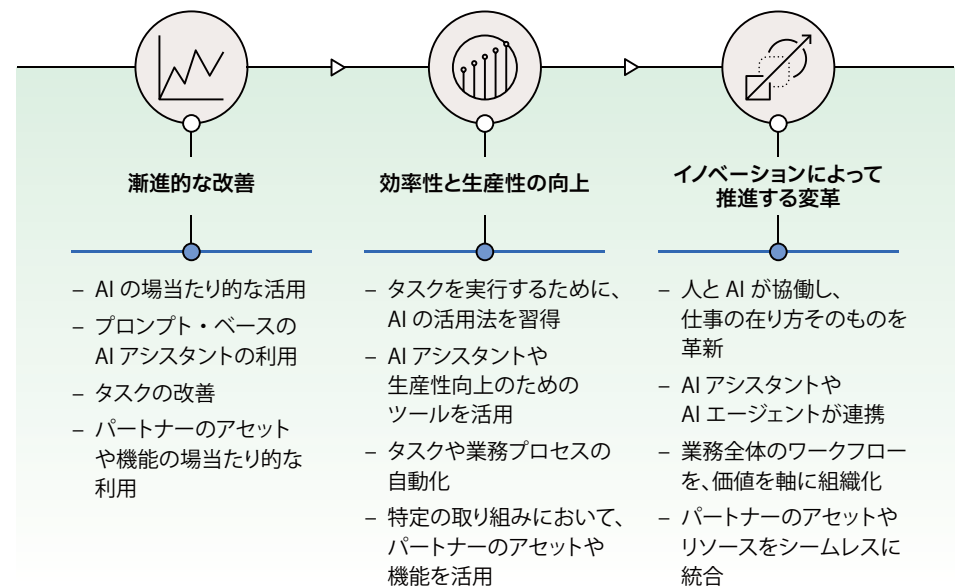 漸進的な改善
– AI の場当たり的な活用
– プロンプト・ベースの
AI アシスタントの利用
– タスクの改善
– パートナーのアセット
や機能の場当たり的な
利用
効率性と生産性の向上
– タスクを実行するために、
AI の活用法を習得
– AI アシスタントや
生産性向上のための
ツールを活用
– タスクや業務プロセスの
自動化
– 特定の取り組みにおいて、
パートナーのアセットや
機能を活用
イノベーションによって
推進する変革
– 人と AI が協働し、
仕事の在り方そのものを
革新
– AI アシスタントや
AI エージェントが連携
– 業務全体のワークフロー
を、価値を軸に組織化
– パートナーのアセットや
リソースをシームレスに
統合